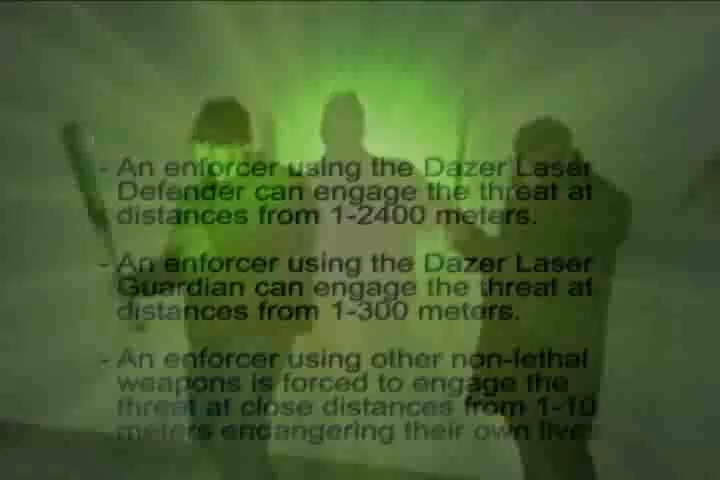 - An enforcer using the Dazer Laser
Defender can engage the threat at
distances from 1-2400 meters.
- An enforcer using the Dazer Laser
Guardian can engage the threat at
distances from 1-300 meters.
- An enforcer using other non-lethal
weapons is forced to engage the
threat at close distances from 1-10
meters endangering their own lives